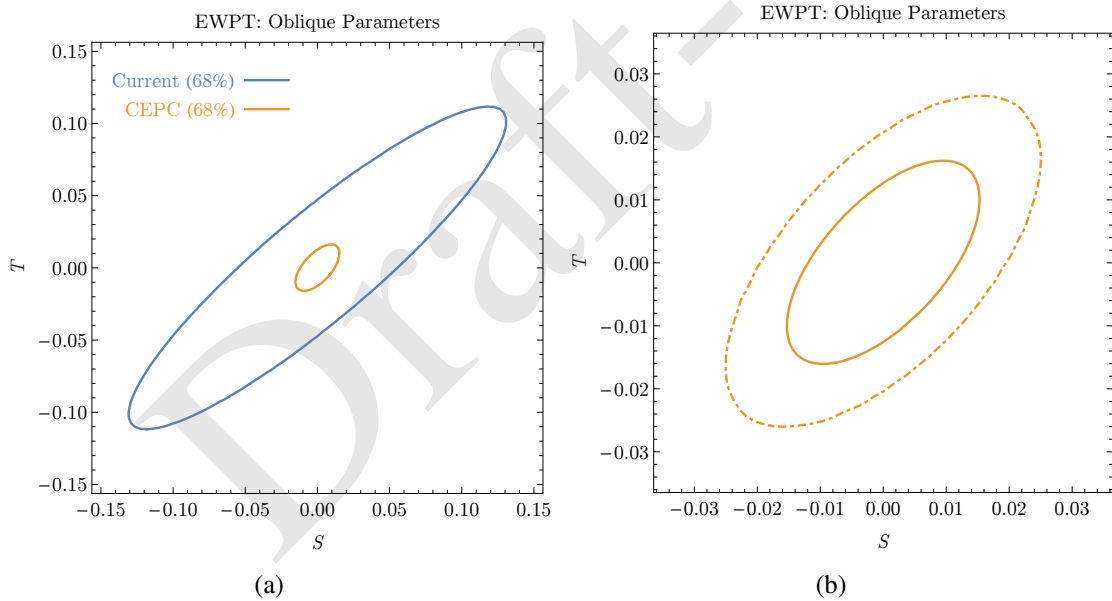 EWPT: Oblique Parameters
Current (68%)
CEPC (68%)
T
0.15
0.10
0.05
0.00
−0.05
−0.10
−0.15
−0.15 −0.10 −0.05 0.00 0.05 0.10 0.15
S
(a)
EWPT: Oblique Parameters
T
0.03
0.02
0.01
0.00
−0.01
−0.02
−0.03
−0.03 −0.02 −0.01 0.00 0.01 0.02 0.03
S
(b)
Draft-